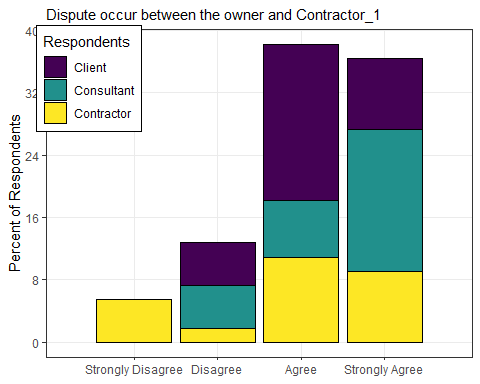 Dispute occur between the owner and Contractor_1
Respondents
Client
Consultant
Contractor
Percent of Respondents
40
32
24
16
8
0
Strongly Disagree
Disagree
Agree
Strongly Agree